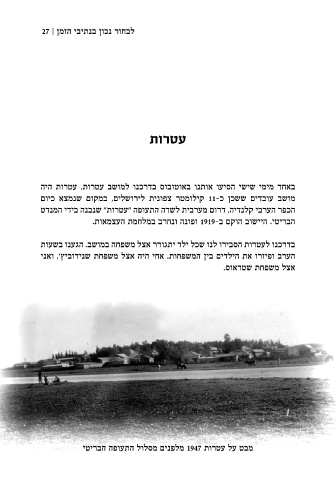 לבחור נכון בנתיבי הזמן | 27
עטרות
באחד מימי שישי הסיעו אותנו באוטובוס בדרכנו למושב עטרות. עטרות היה
מושב עובדים ששכן כ-11 קילומטר צפונית לירושלים, במקום שנמצא כיום
הכפר הערבי קלנדיה, דרום מערבית לשדה התעופה "עטרות" שנבנה בידי המנדט
הבריטי. היישוב הוקם ב-1919 ופונה ונחרב במלחמת העצמאות.
בדרכנו לעטרות הסבירו לנו שכל ילד יתגורר אצל משפחה במושב. הגענו בשעות
הערב ופיזרו את הילדים בין המשפחות. אחי היה אצל משפחת שנידוביץ', ואני
אצל משפחת שטראוס.
מבט על עטרות 1947 מלפנים מסלול התעופה הבריטי